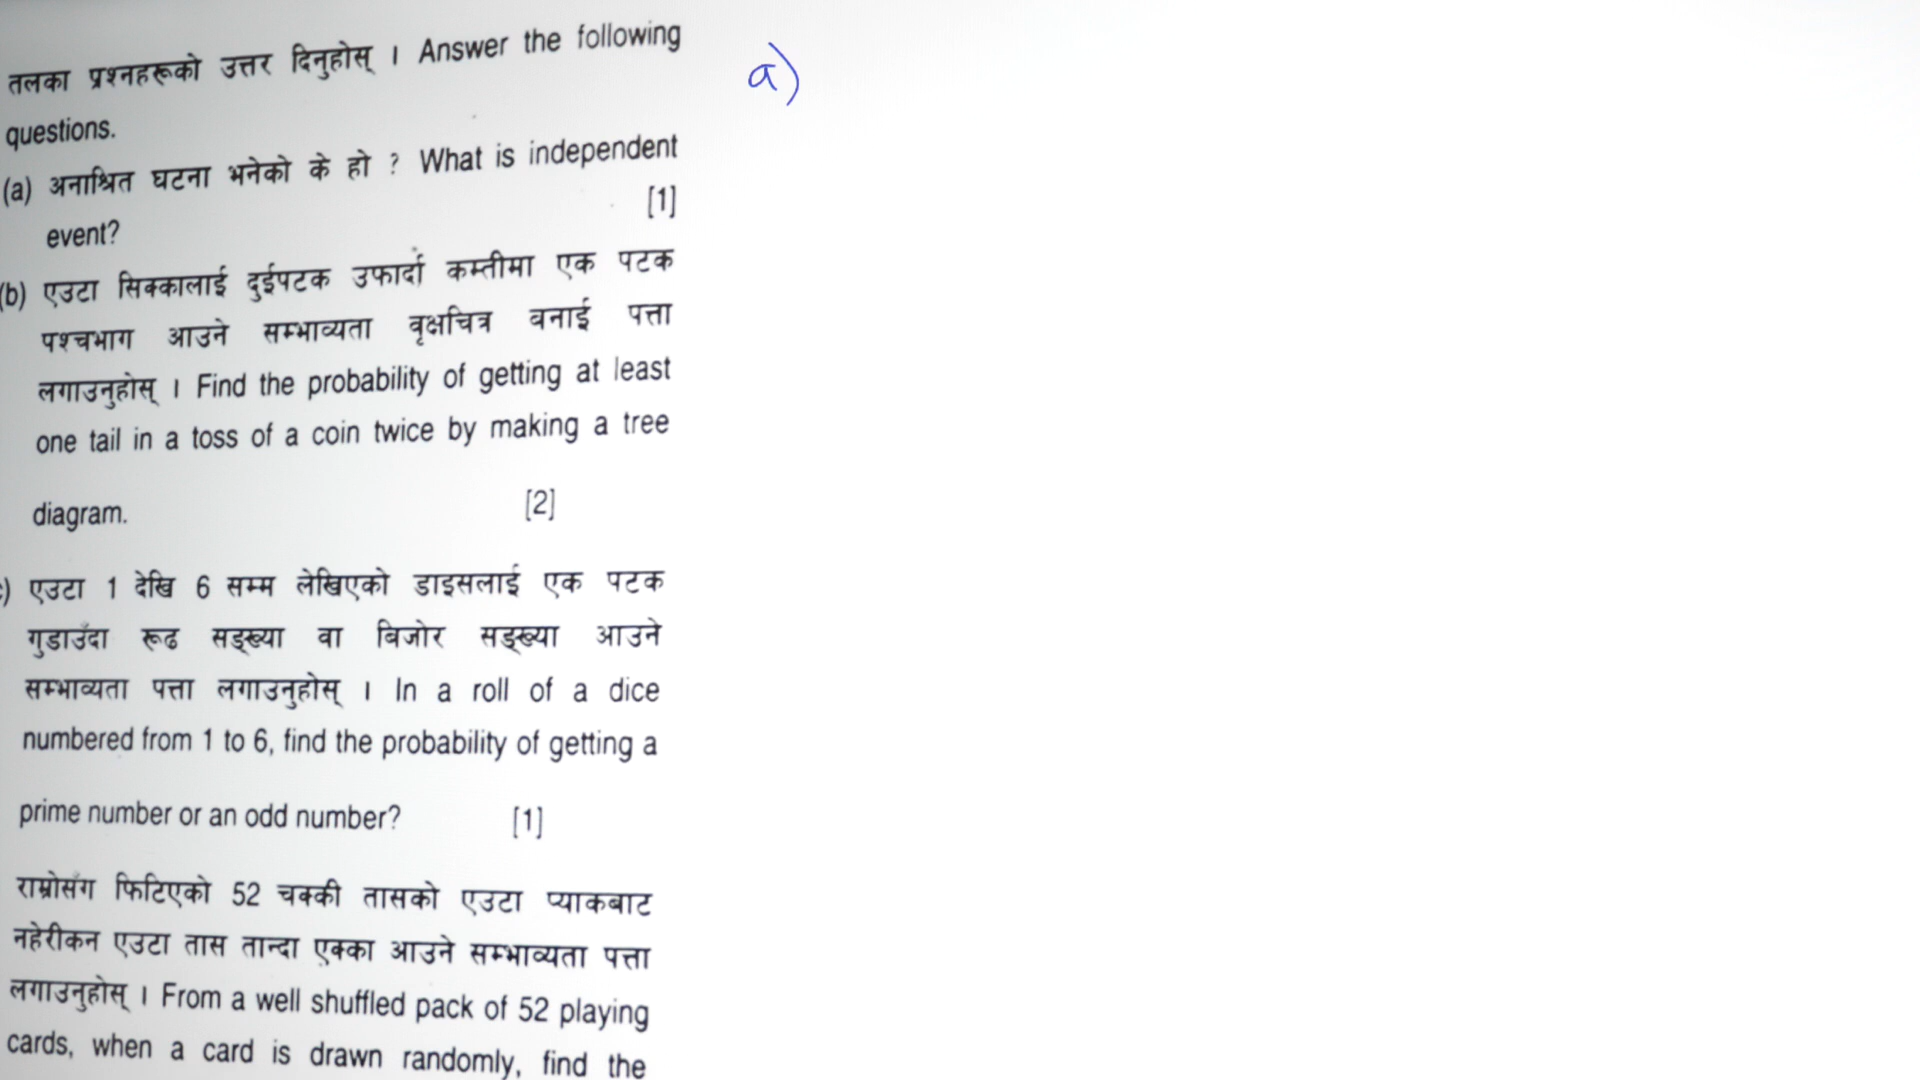 तलका प्रश्नहरूको उत्तर दिनुहोस् । Answer the following
questions.
(a) अनाश्रित घटना भनेको के हो ? What is independent
event? [1]
(b) एउटा सिक्कालाई दुईपटक उफार्दा कम्तीमा एक पटक
पश्चभाग आउने सम्भाव्यता वृक्षचित्र बनाई पत्ता
लगाउनुहोस् । Find the probability of getting at least
one tail in a toss of a coin twice by making a tree
diagram. [2]
) एउटा 1 देखि 6 सम्म लेखिएको डाइसलाई एक पटक
गुडाउँदा रूढ सङ्ख्या वा बिजोर सङ्ख्या आउने
सम्भाव्यता पत्ता लगाउनुहोस् । In a roll of a dice
numbered from 1 to 6, find the probability of getting a
prime number or an odd number? [1]
राम्रोसँग फिटिएको 52 चक्की तासको एउटा प्याकबाट
नहेरीकन एउटा तास तान्दा एक्का आउने सम्भाव्यता पत्ता
लगाउनुहोस् । From a well shuffled pack of 52 playing
cards, when a card is drawn randomly, find the
a)